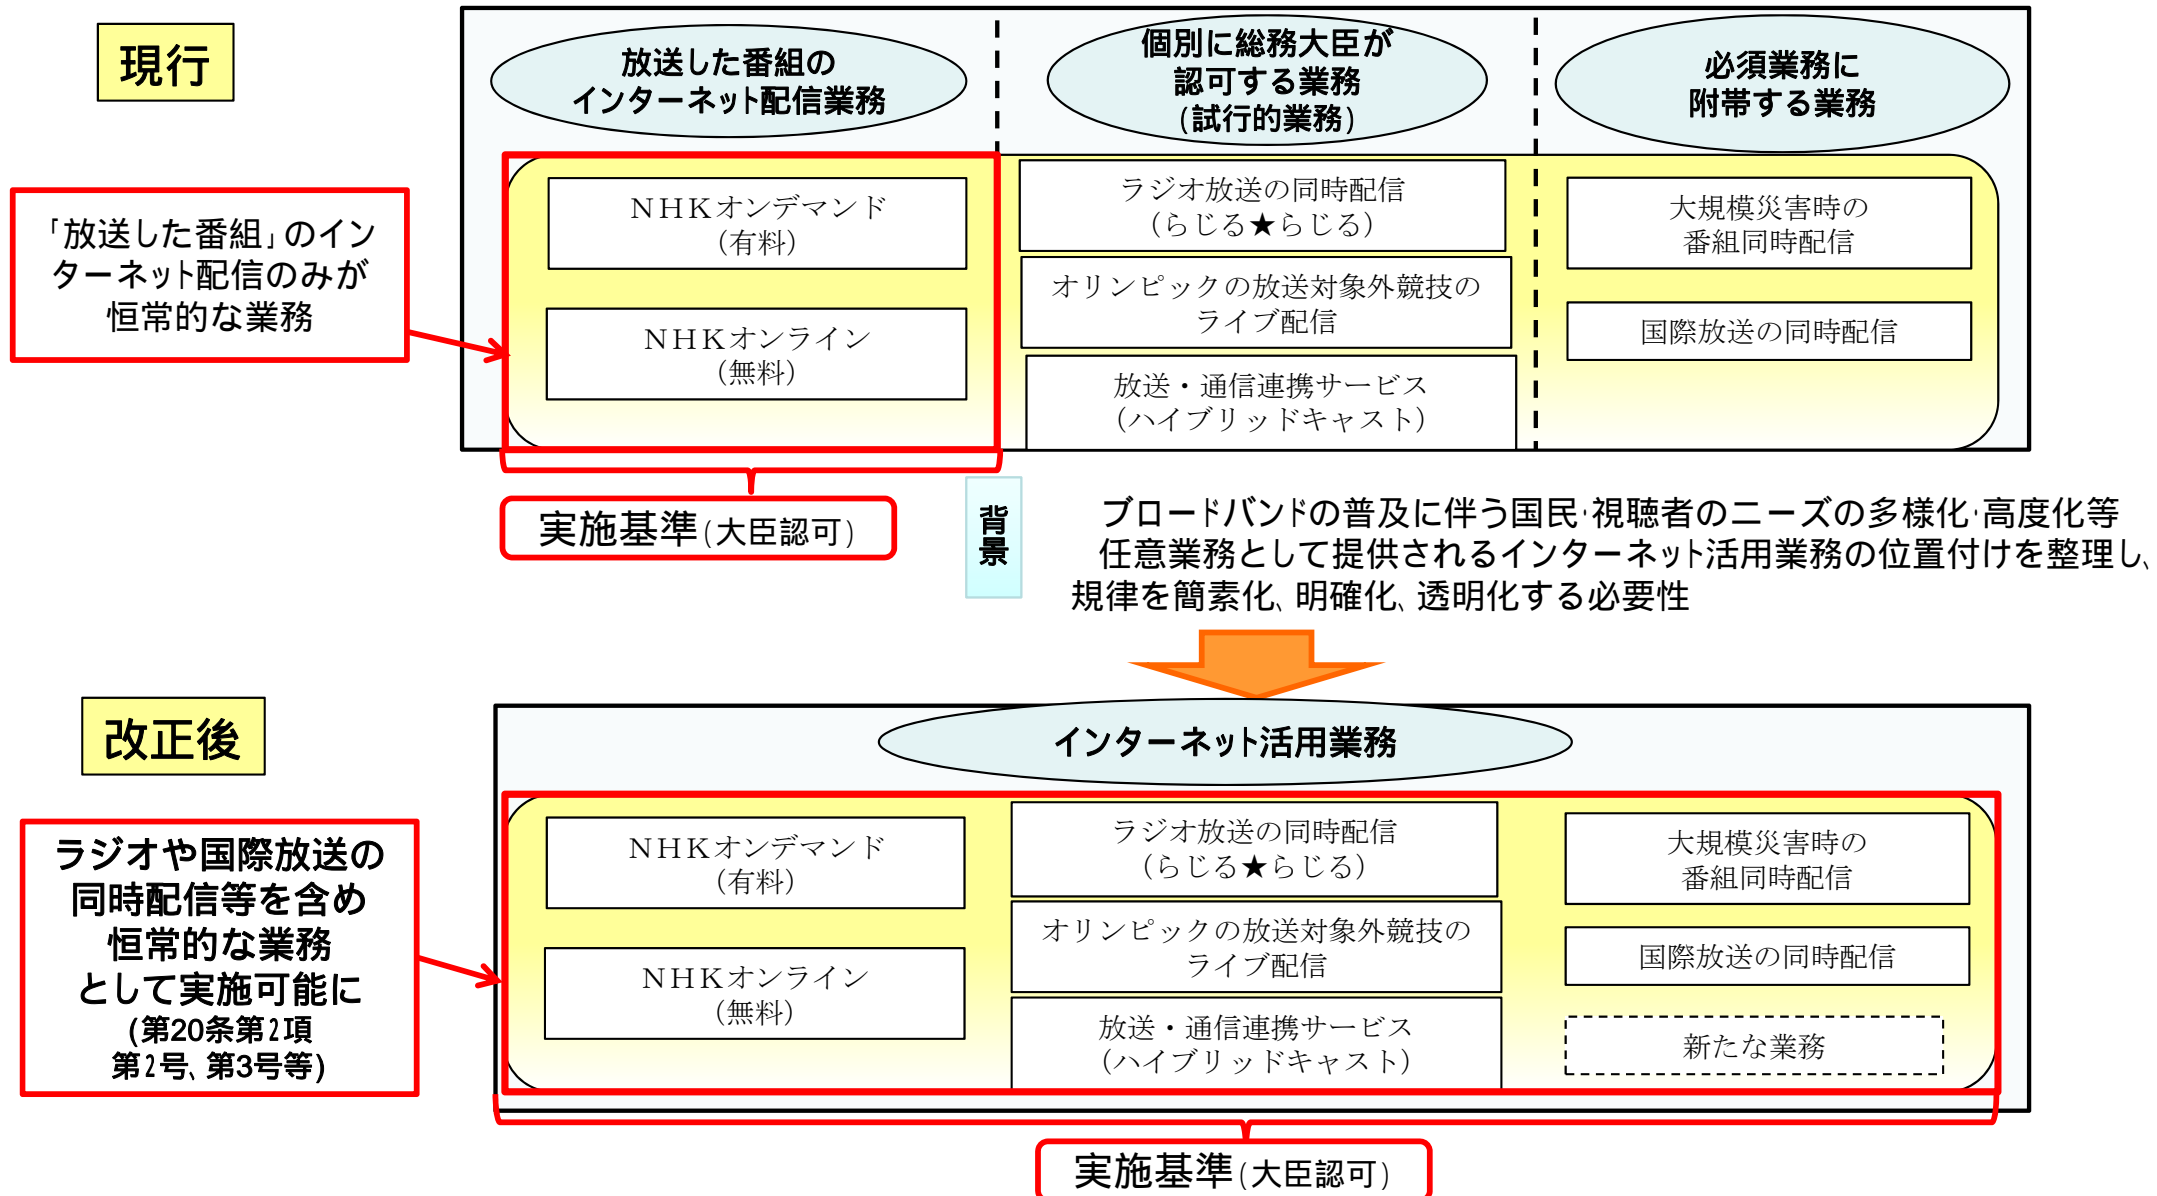 現行
放送した番組の
インターネット配信業務
個別に総務大臣が
認可する業務
(試行的業務)
必須業務に
附帯する業務
「放送した番組」のイン
ターネット配信のみが
恒常的な業務
NHKオンデマンド
(有料)
NHKオンライン
(無料)
ラジオ放送の同時配信
(らじる★らじる)
オリンピックの放送対象外競技の
ライブ配信
放送・通信連携サービス
(ハイブリッドキャスト)
大規模災害時の
番組同時配信
国際放送の同時配信
実施基準(大臣認可)
背景
ブロードバンドの普及に伴う国民・視聴者のニーズの多様化・高度化等
任意業務として提供されるインターネット活用業務の位置付けを整理し、
規律を簡素化、明確化、透明化する必要性
改正後
インターネット活用業務
ラジオや国際放送の
同時配信等を含め
恒常的な業務
として実施可能に
(第20条第2項
第2号、第3号等)
NHKオンデマンド
(有料)
NHKオンライン
(無料)
ラジオ放送の同時配信
(らじる★らじる)
オリンピックの放送対象外競技の
ライブ配信
放送・通信連携サービス
(ハイブリッドキャスト)
大規模災害時の
番組同時配信
国際放送の同時配信
新たな業務
実施基準(大臣認可)